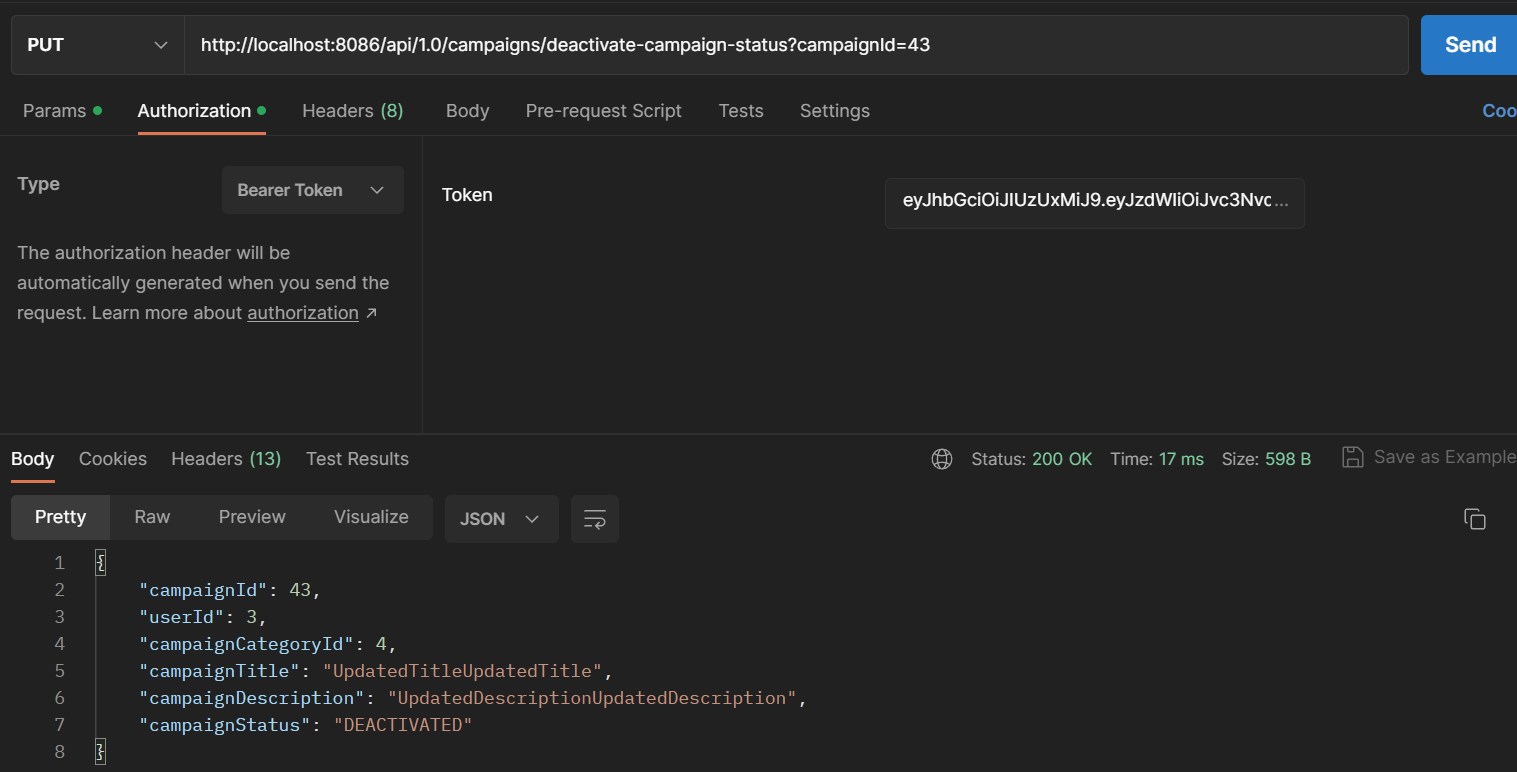 PUT http://localhost:8086/api/1.0/campaigns/deactivate-campaign-status?campaignId=43 Send
Params Authorization Headers (8) Body Pre-request Script Tests Settings Coo
Type Bearer Token
The authorization header will be
automatically generated when you send the
request. Learn more about authorization ↗
Token eyJhbGciOiJIUzUxMiJ9.eyJzdWIiOiJvc3Nvc...
Body Cookies Headers (13) Test Results Status: 200 OK Time: 17 ms Size: 598 B Save as Example
Pretty Raw Preview Visualize JSON
1 {
2 "campaignId": 43,
3 "userId": 3,
4 "campaignCategoryId": 4,
5 "campaignTitle": "UpdatedTitleUpdatedTitle",
6 "campaignDescription": "UpdatedDescriptionUpdatedDescription",
7 "campaignStatus": "DEACTIVATED"
8 }